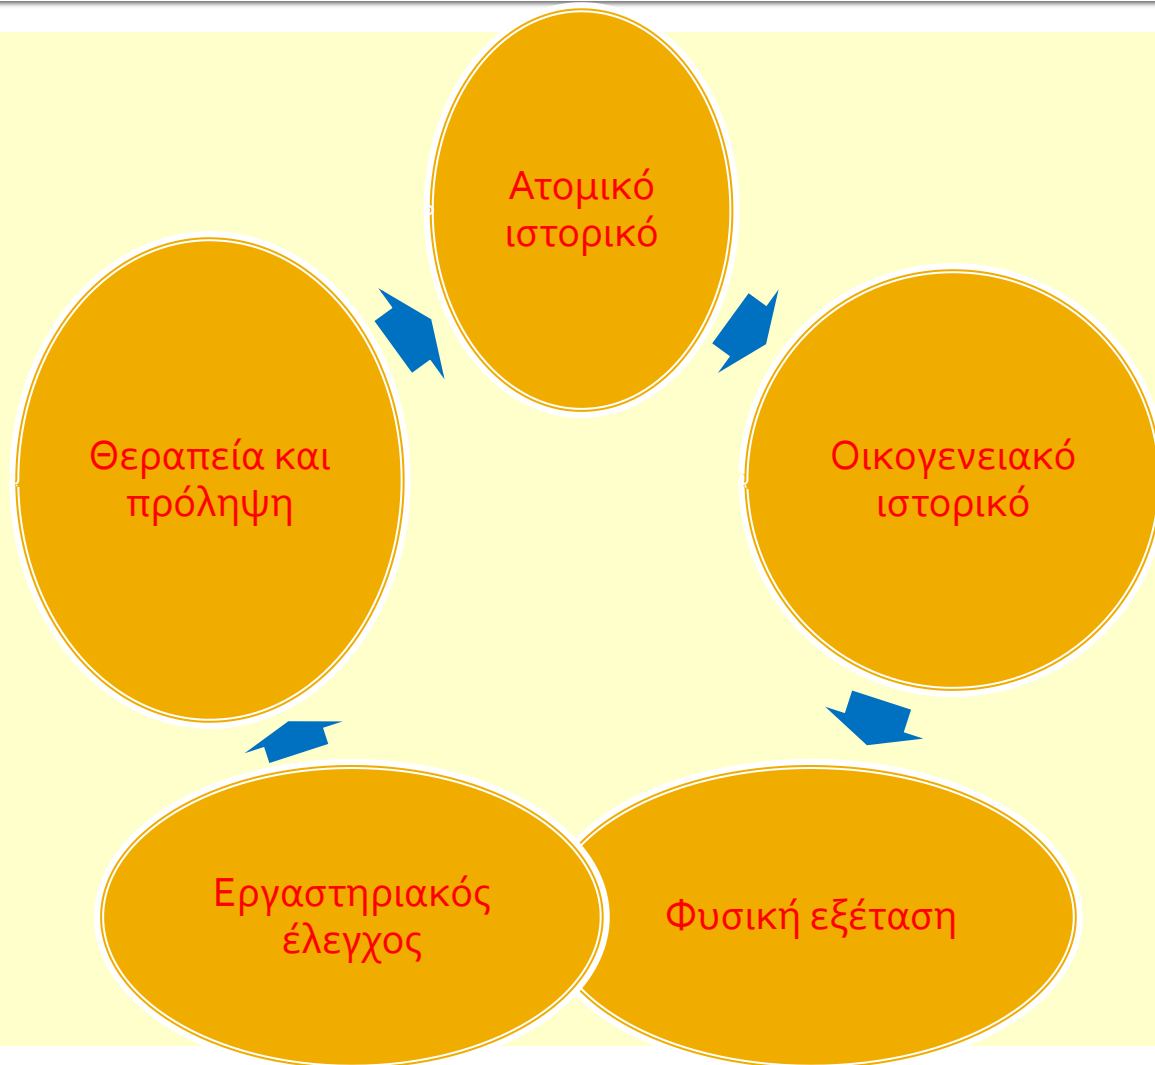 Ατομικό
ιστορικό
Οικογενειακό
ιστορικό
Φυσική εξέταση
Εργαστηριακός
έλεγχος
Θεραπεία και
πρόληψη